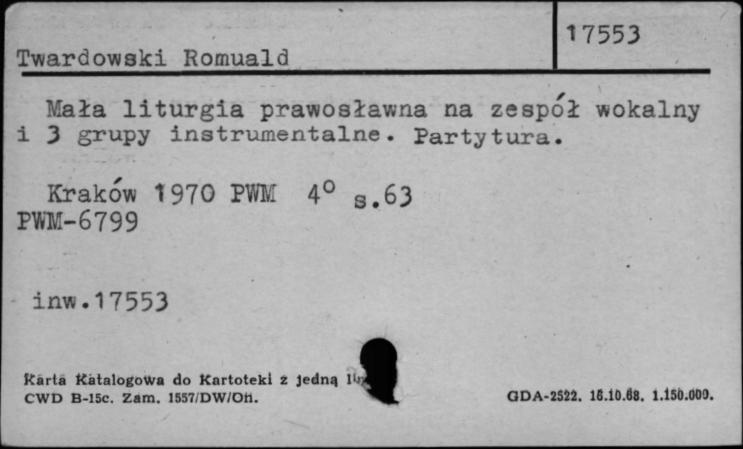 17553
Twardowski Romuald
Mała liturgia prawosławna na zespół wokalny
i 3 grupy instrumentalne. Partytura.
Kraków 1970 PWM 4° s.63
PWM-6799
inw.17553
Karta Katalogowa do Kartoteki z jedną
CWD B-15c. Zam. 1557/DW/Oń.
GDA-2522. 16.10.68. 1.150.000.